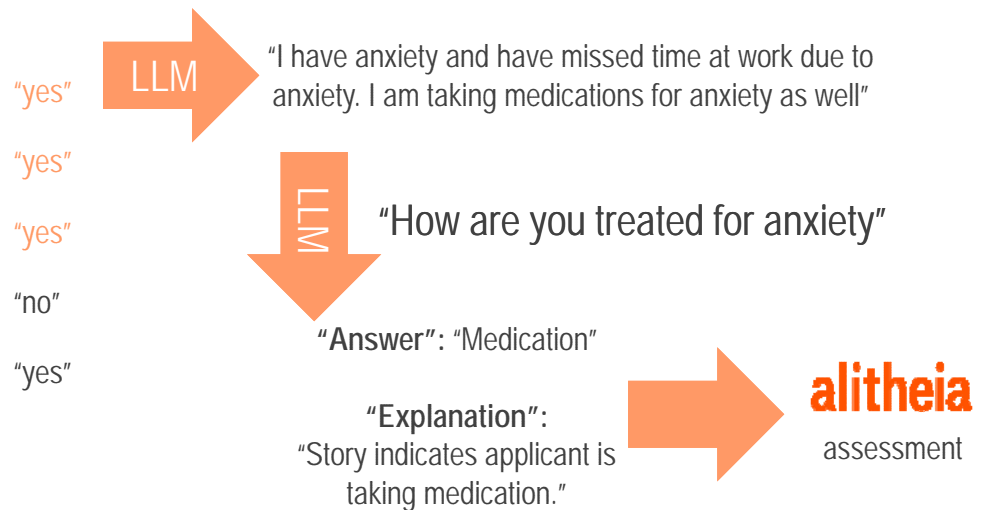 LLM
"I have anxiety and have missed time at work due to
anxiety. I am taking medications for anxiety as well"
"yes"
"yes"
"yes"
"no"
"yes"
LLM
"How are you treated for anxiety"
"Answer": "Medication"
"Explanation":
"Story indicates applicant is
taking medication."
alitheia
assessment